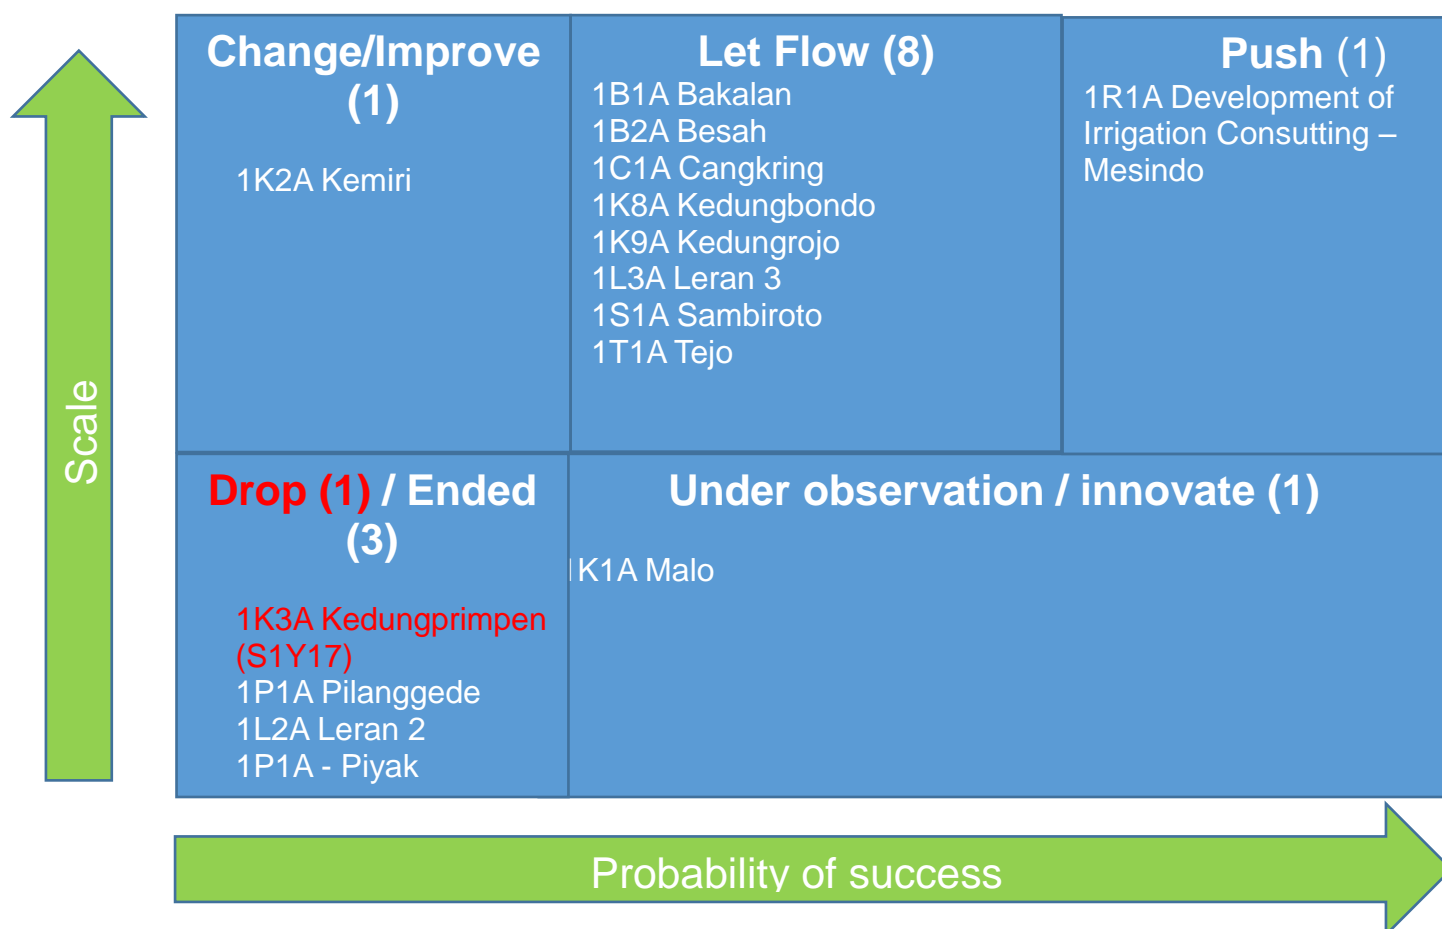 Change/Improve
(1)
1K2A Kemiri
Let Flow (8)
1B1A Bakalan
1B2A Besah
1C1A Cangkring
1K8A Kedungbondo
1K9A Kedungrojo
1L3A Leran 3
1S1A Sambiroto
1T1A Tejo
Push (1)
1R1A Development of
Irrigation Consutting –
Mesindo
Scale
Drop (1) / Ended
(3)
1K3A Kedungprimpen
(S1Y17)
1P1A Pilanggede
1L2A Leran 2
1P1A - Piyak
Under observation / innovate (1)
1K1A Malo
Probability of success